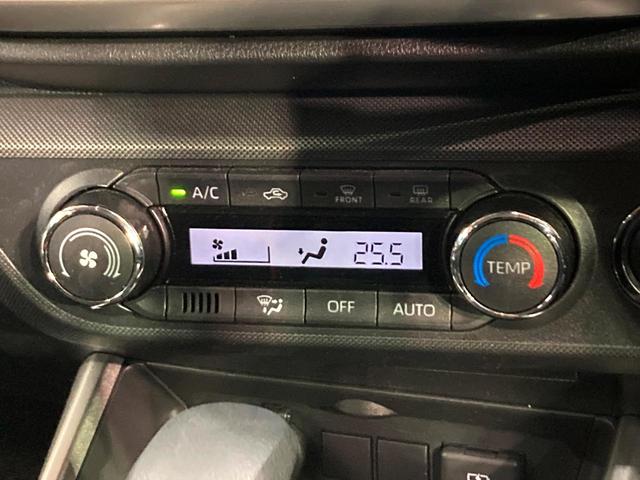 A/C
FRONT
REAR
25.5
TEMP
OFF
AUTO